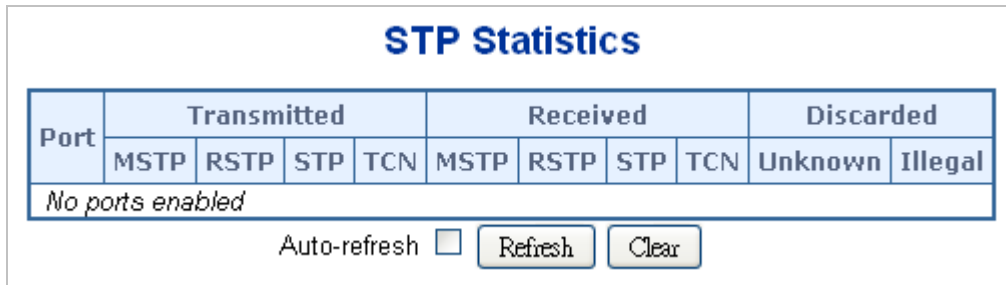 STP Statistics
Port Transmitted Received Discarded
MSTP RSTP STP TCN MSTP RSTP STP TCN Unknown Illegal
No ports enabled
Auto-refresh Refresh Clear